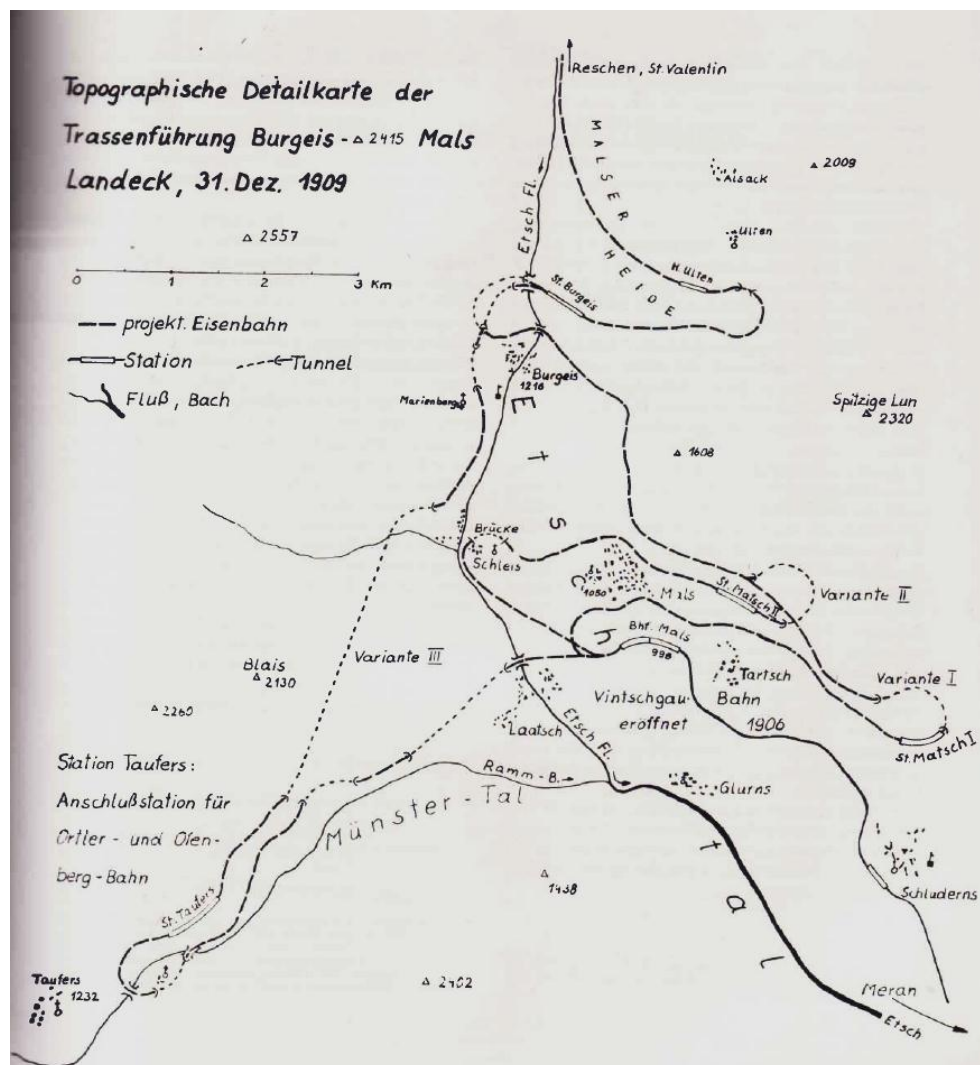 Topographische Detailkarte der
Trassenführung Burgeis - △ 2415 Mals
Landeck, 31. Dez. 1909
△ 2557
0 1 2 3 Km
projekt. Eisenbahn
Station
Tunnel
Fluß, Bach
Reschen, St. Valentin
MALSER
HEIDE
Alsack
△ 2009
Ulten
H. Ulten
Etsch Fl.
St. Burgeis
Burgeis
1216
Marienberg
Spitzige Lun
△ 2320
△ 1608
Brücke
Schleis
Mals
1050
St. Matsch II
Variante II
Bhf. Mals
998
Tartsch
Variante I
St. Matsch I
Variante III
Blais
△ 2130
△ 2260
Laatsch
Etsch Fl.
Vintschgau-
Bahn
eröffnet
1906
Station Taufers:
Anschlußstation für
Ortler- und Ofen-
berg-Bahn
Ramm-B.
Münster-Tal
Glurns
Etschtal
△ 1438
Schluderns
St. Taufers
Taufers
1232
△ 2402
Meran
Etsch